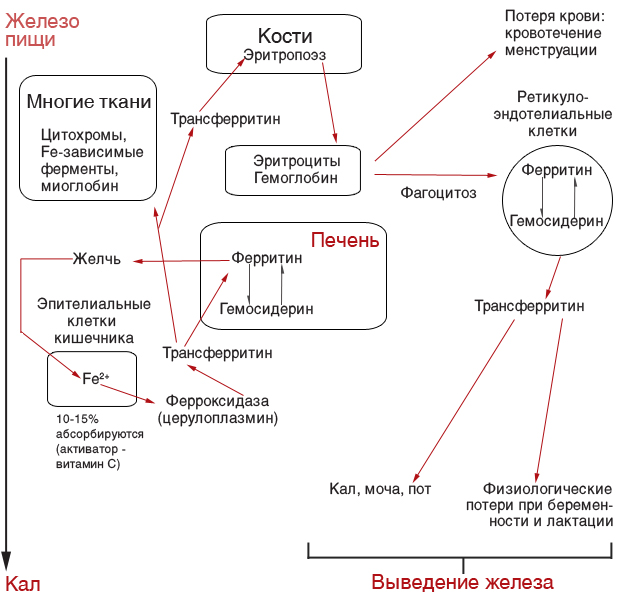 Железо
пищи
Кости
Эритропоэз
Потеря крови:
кровотечение
менструации
Многие ткани
Цитохромы,
Fe-зависимые
ферменты,
миоглобин
Трансферритин
Эритроциты
Гемоглобин
Фагоцитоз
Ретикуло-
эндотелиальные
клетки
Ферритин
Гемосидерин
Печень
Ферритин
Гемосидерин
Желчь
Эпителиальные
клетки
кишечника
Fe²⁺
10-15%
абсорбируются
(активатор -
витамин С)
Трансферритин
Ферроксидаза
(церулоплазмин)
Трансферритин
Кал, моча, пот
Физиологические
потери при беремен-
ности и лактации
Кал
Выведение железа